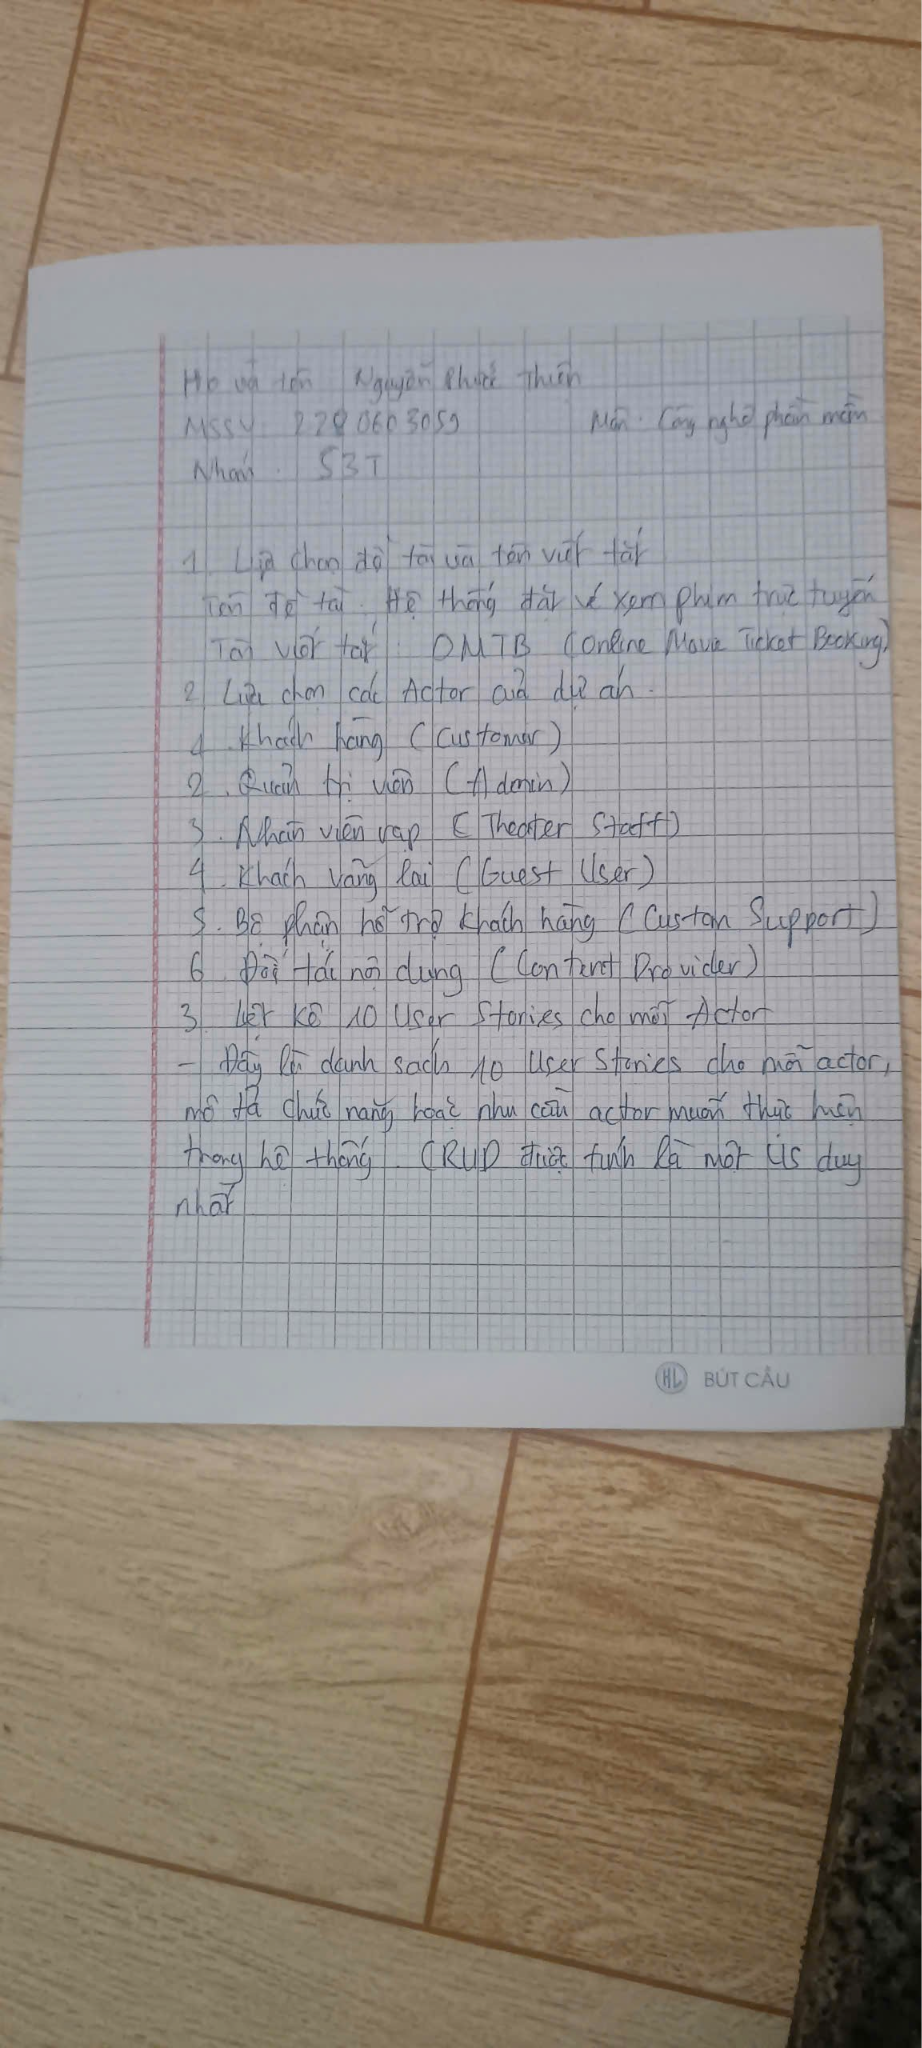 Họ và tên Nguyễn Phước Thiện
MSSV. 2280603059 Môn. Công nghệ phần mềm
Nhóm. S3T
1. Lựa chọn đề tài và tên viết tắt
Tên đề tài. Hệ thống đặt vé xem phim trực tuyến
Tên viết tắt. OMTB (Online Movie Ticket Booking)
2. Lựa chọn các Actor của dự án.
1. Khách hàng (Customer)
2. Quản trị viên (Admin)
3. Nhân viên rạp (Theater Staff)
4. Khách vãng lai (Guest User)
5. Bộ phận hỗ trợ khách hàng (Custom Support)
6. Đối tác nội dung (Content Provider)
3. Liệt kê 10 User Stories cho mỗi Actor
- Đây là danh sách 10 User Stories cho mỗi actor,
mô tả chức năng hoặc nhu cầu actor muốn thực hiện
trong hệ thống. CRUD được tính là một US duy
nhất
HL BÚT CÂU